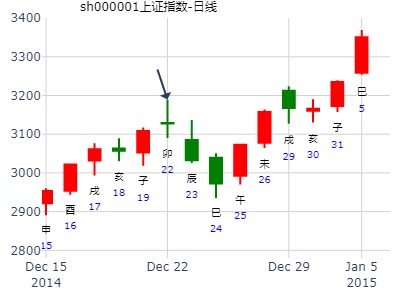 sh000001上证指数-日线
3400
3300
3200
3100
3000
2900
2800
申
15
酉
16
戌
17
亥
18
子
19
卯
22
辰
23
巳
24
午
25
未
26
戌
29
亥
30
子
31
巳
5
Dec 15
2014
Dec 22
Dec 29
Jan 5
2015